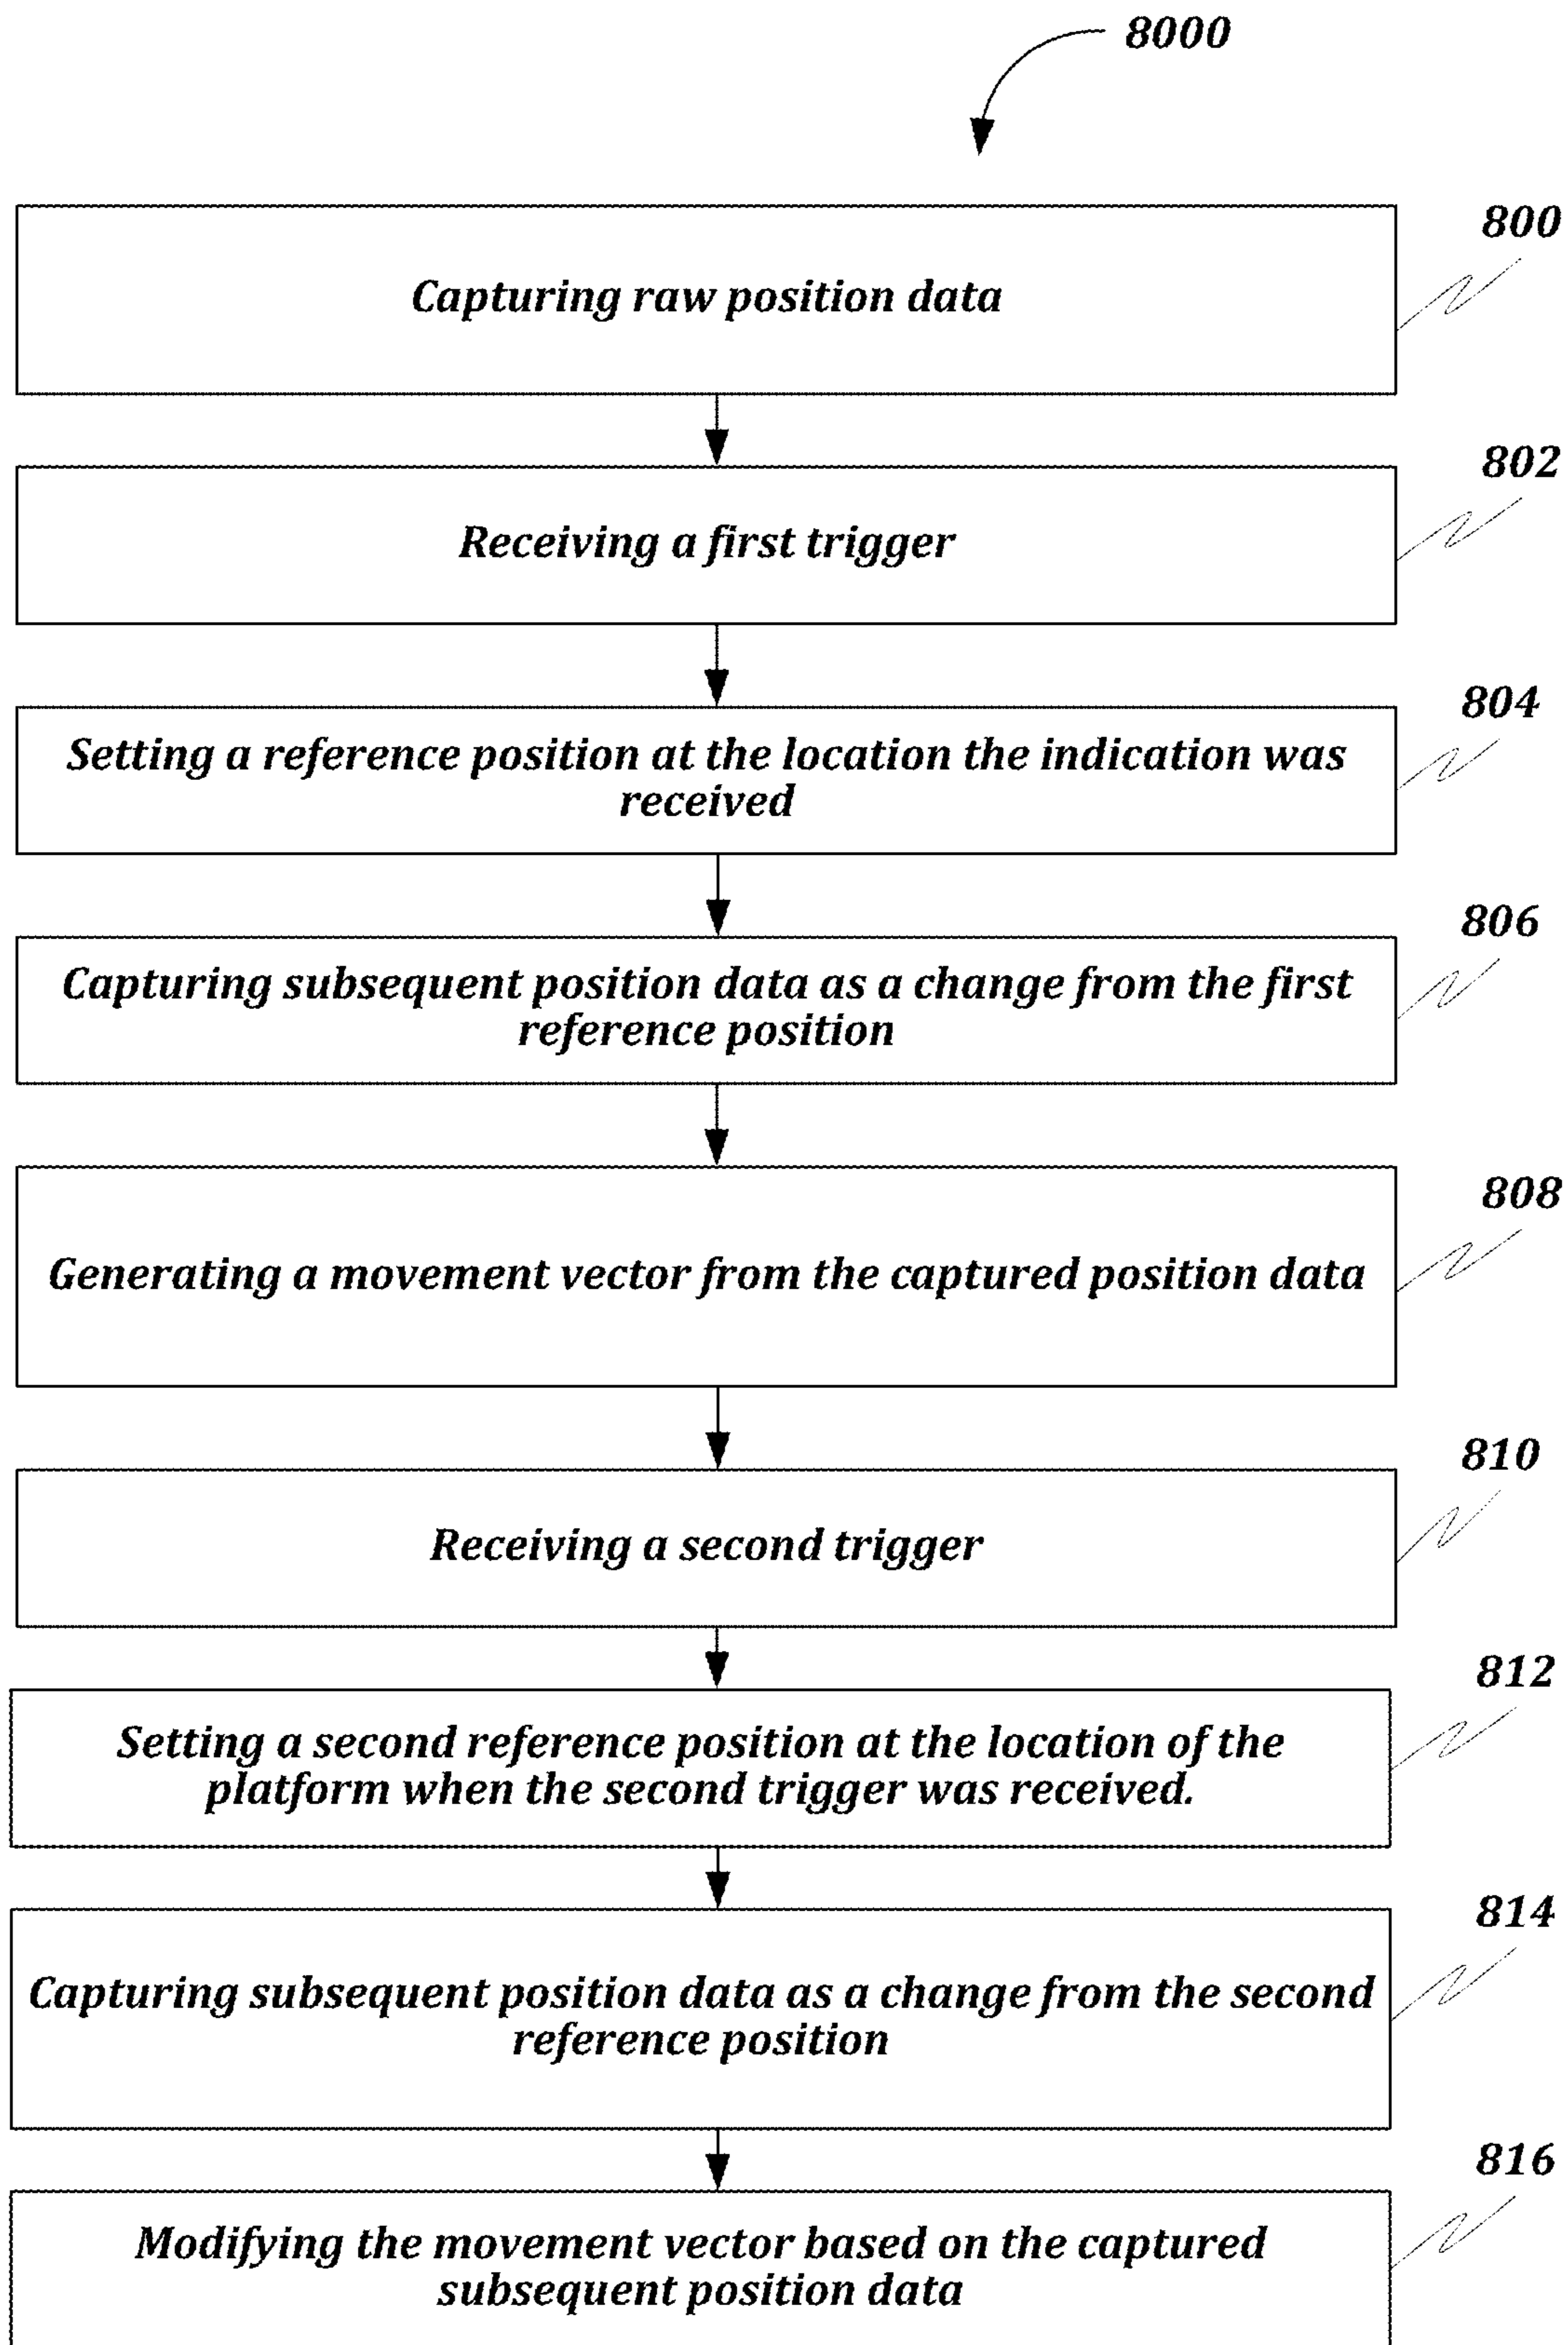 8000
800
Capturing raw position data
802
Receiving a first trigger
804
Setting a reference position at the location the indication was
received
806
Capturing subsequent position data as a change from the first
reference position
808
Generating a movement vector from the captured position data
810
Receiving a second trigger
812
Setting a second reference position at the location of the
platform when the second trigger was received.
814
Capturing subsequent position data as a change from the second
reference position
816
Modifying the movement vector based on the captured
subsequent position data